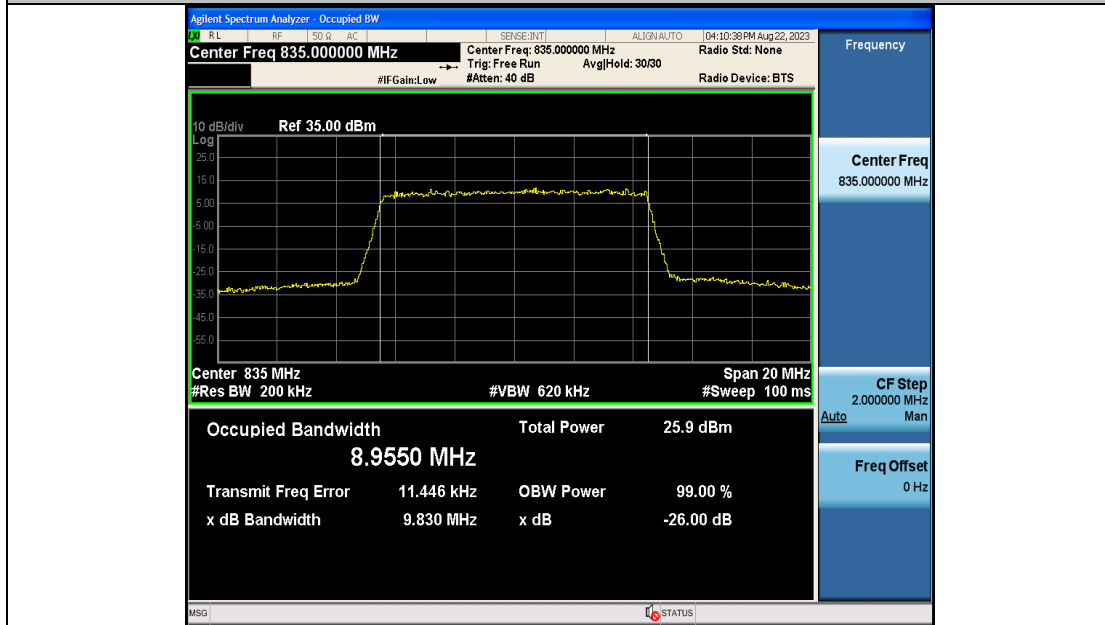 Agilent Spectrum Analyzer - Occupied BW
LXI RL RF 50 Ω AC SENSE:INT ALIGN AUTO 04:10:38 PM Aug 22, 2023
Center Freq 835.000000 MHz Center Freq: 835.000000 MHz Radio Std: None
Trig: Free Run Avg|Hold: 30/30
#IFGain:Low #Atten: 40 dB Radio Device: BTS
10 dB/div Ref 35.00 dBm
Log
25.0
15.0
5.00
-5.00
-15.0
-25.0
-35.0
-45.0
-55.0
Center 835 MHz Span 20 MHz
#Res BW 200 kHz #VBW 620 kHz #Sweep 100 ms
Occupied Bandwidth Total Power 25.9 dBm
8.9550 MHz
Transmit Freq Error 11.446 kHz OBW Power 99.00 %
x dB Bandwidth 9.830 MHz x dB -26.00 dB
MSG STATUS
Frequency
Center Freq
835.000000 MHz
CF Step
2.000000 MHz
Auto Man
Freq Offset
0 Hz